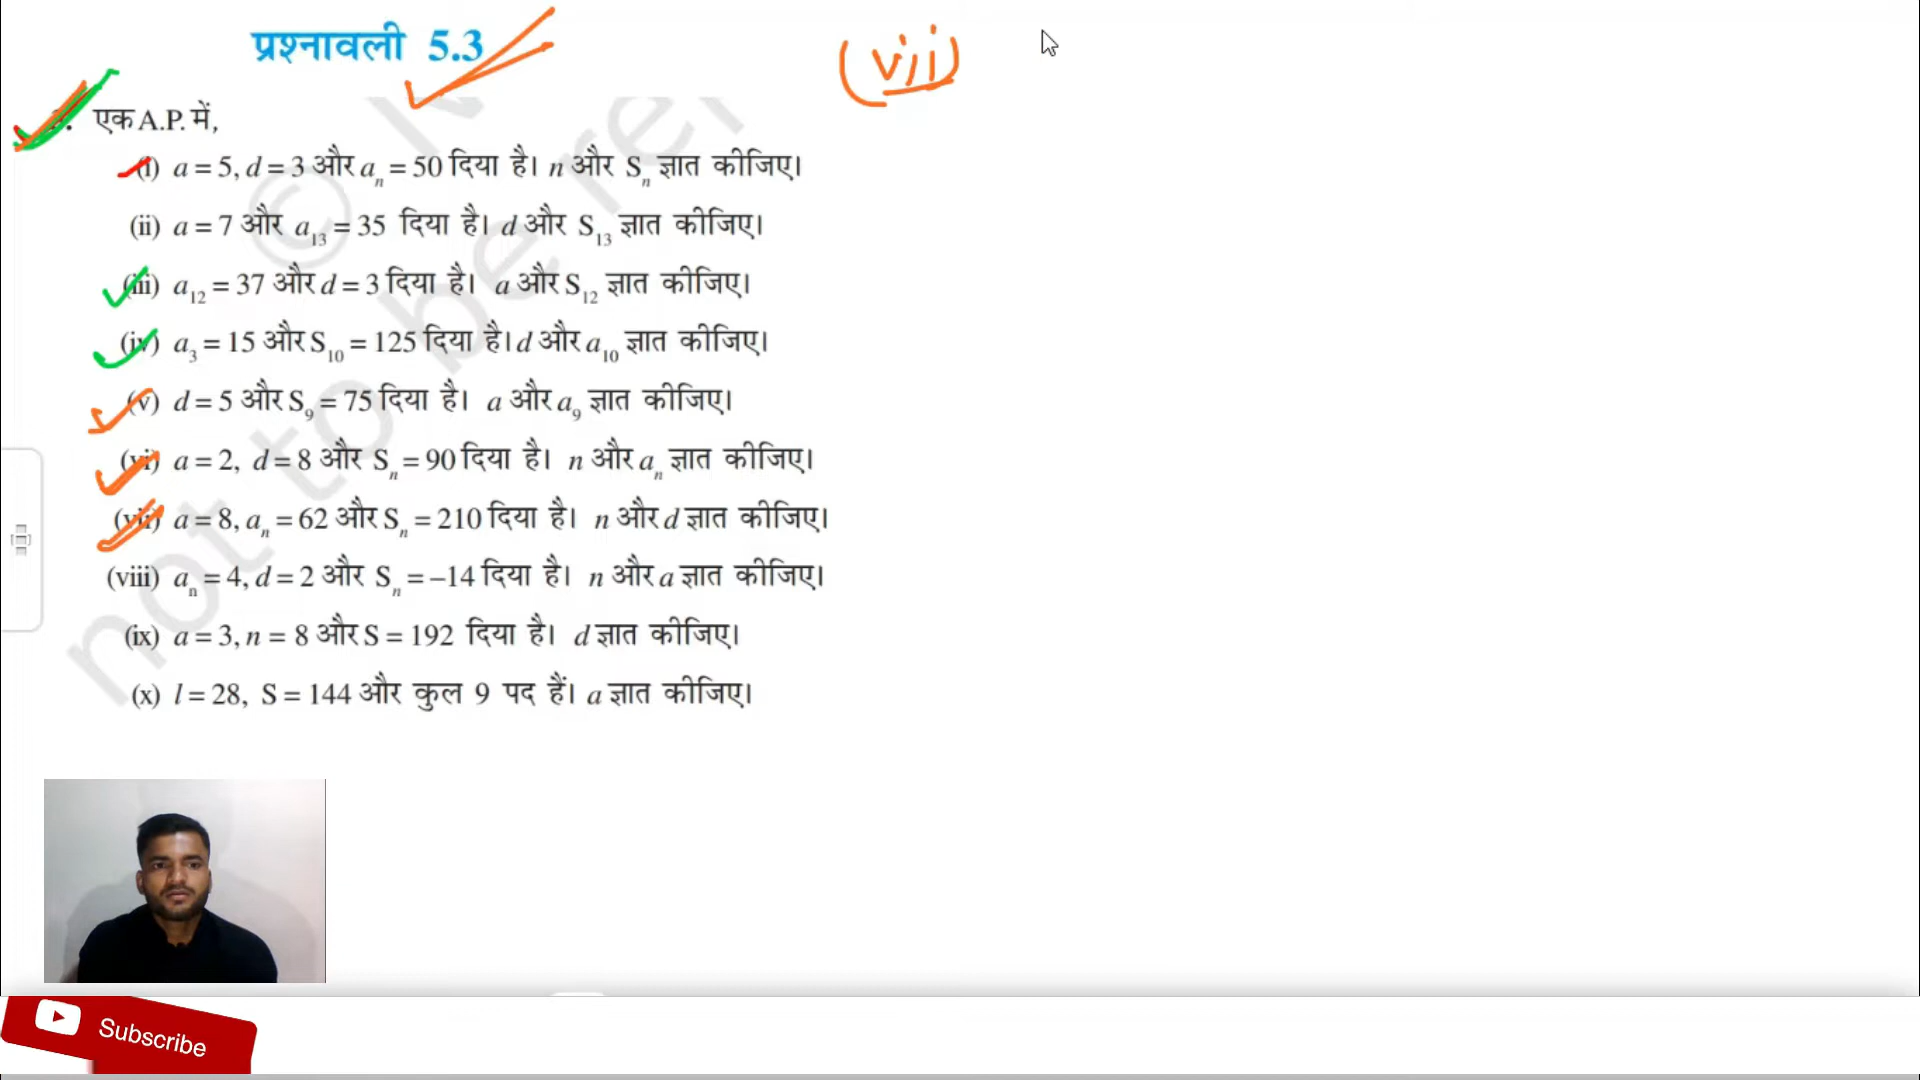 प्रश्नावली 5.3
(vii)
एक A.P. में,
(i) a = 5, d = 3 और aₙ = 50 दिया है। n और Sₙ ज्ञात कीजिए।
(ii) a = 7 और a₁₃ = 35 दिया है। d और S₁₃ ज्ञात कीजिए।
(iii) a₁₂ = 37 और d = 3 दिया है। a और S₁₂ ज्ञात कीजिए।
(iv) a₃ = 15 और S₁₀ = 125 दिया है। d और a₁₀ ज्ञात कीजिए।
(v) d = 5 और S₉ = 75 दिया है। a और a₉ ज्ञात कीजिए।
(vi) a = 2, d = 8 और Sₙ = 90 दिया है। n और aₙ ज्ञात कीजिए।
(vii) a = 8, aₙ = 62 और Sₙ = 210 दिया है। n और d ज्ञात कीजिए।
(viii) aₙ = 4, d = 2 और Sₙ = –14 दिया है। n और a ज्ञात कीजिए।
(ix) a = 3, n = 8 और S = 192 दिया है। d ज्ञात कीजिए।
(x) l = 28, S = 144 और कुल 9 पद हैं। a ज्ञात कीजिए।
not to be re
Subscribe